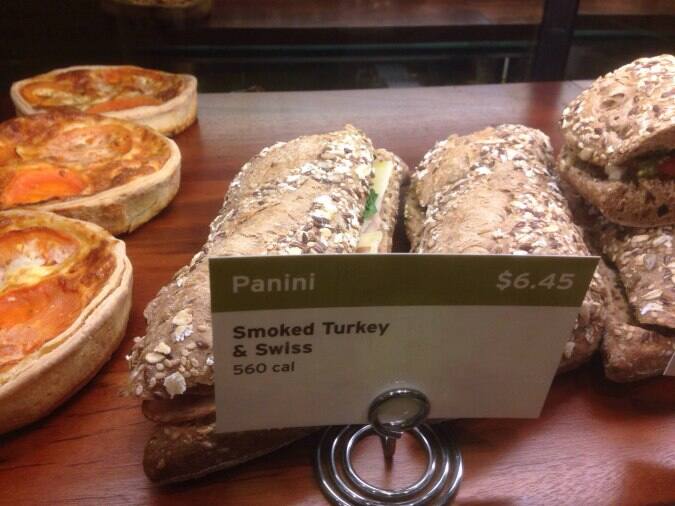 Panini $6.45
Smoked Turkey
& Swiss
560 cal